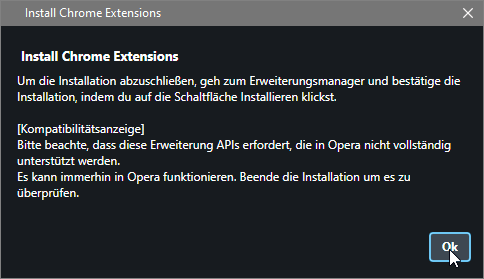 Install Chrome Extensions
Install Chrome Extensions
Um die Installation abzuschließen, geh zum Erweiterungsmanager und bestätige die
Installation, indem du auf die Schaltfläche Installieren klickst.
[Kompatibilitätsanzeige]
Bitte beachte, dass diese Erweiterung APIs erfordert, die in Opera nicht vollständig
unterstützt werden.
Es kann immerhin in Opera funktionieren. Beende die Installation um es zu
überprüfen.
Ok